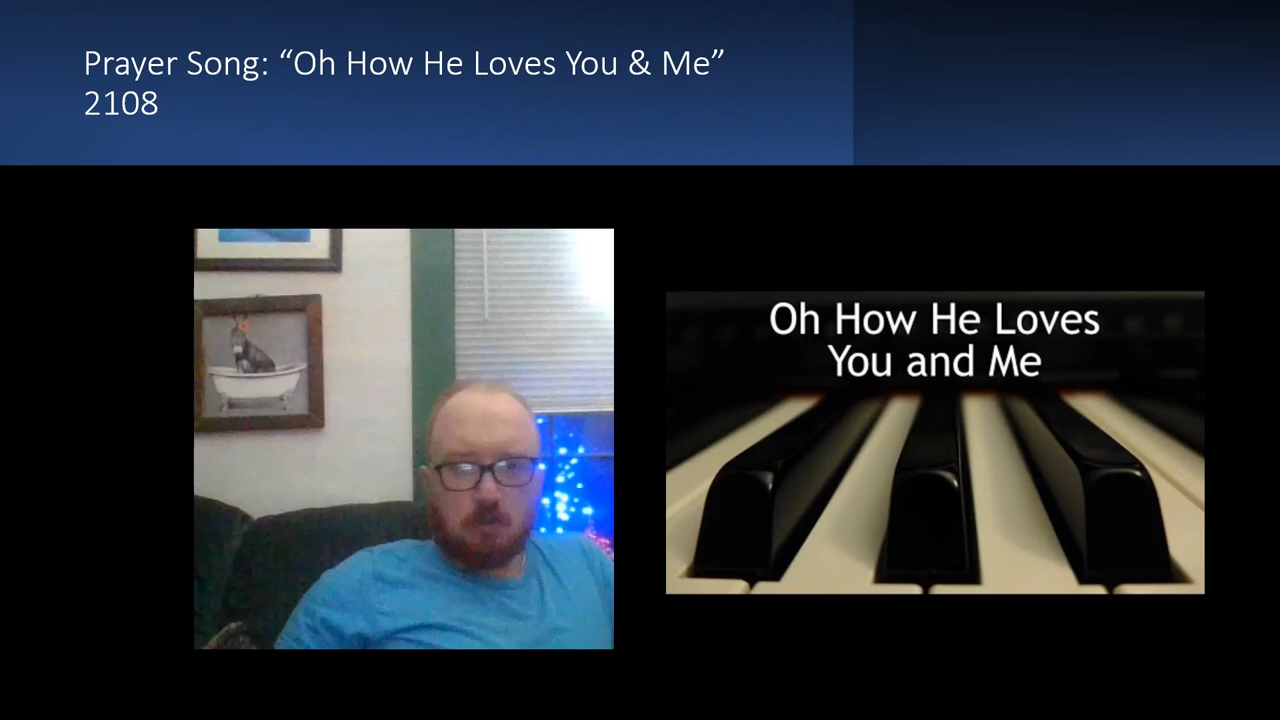 Prayer Song: “Oh How He Loves You & Me”
2108
Oh How He Loves
You and Me